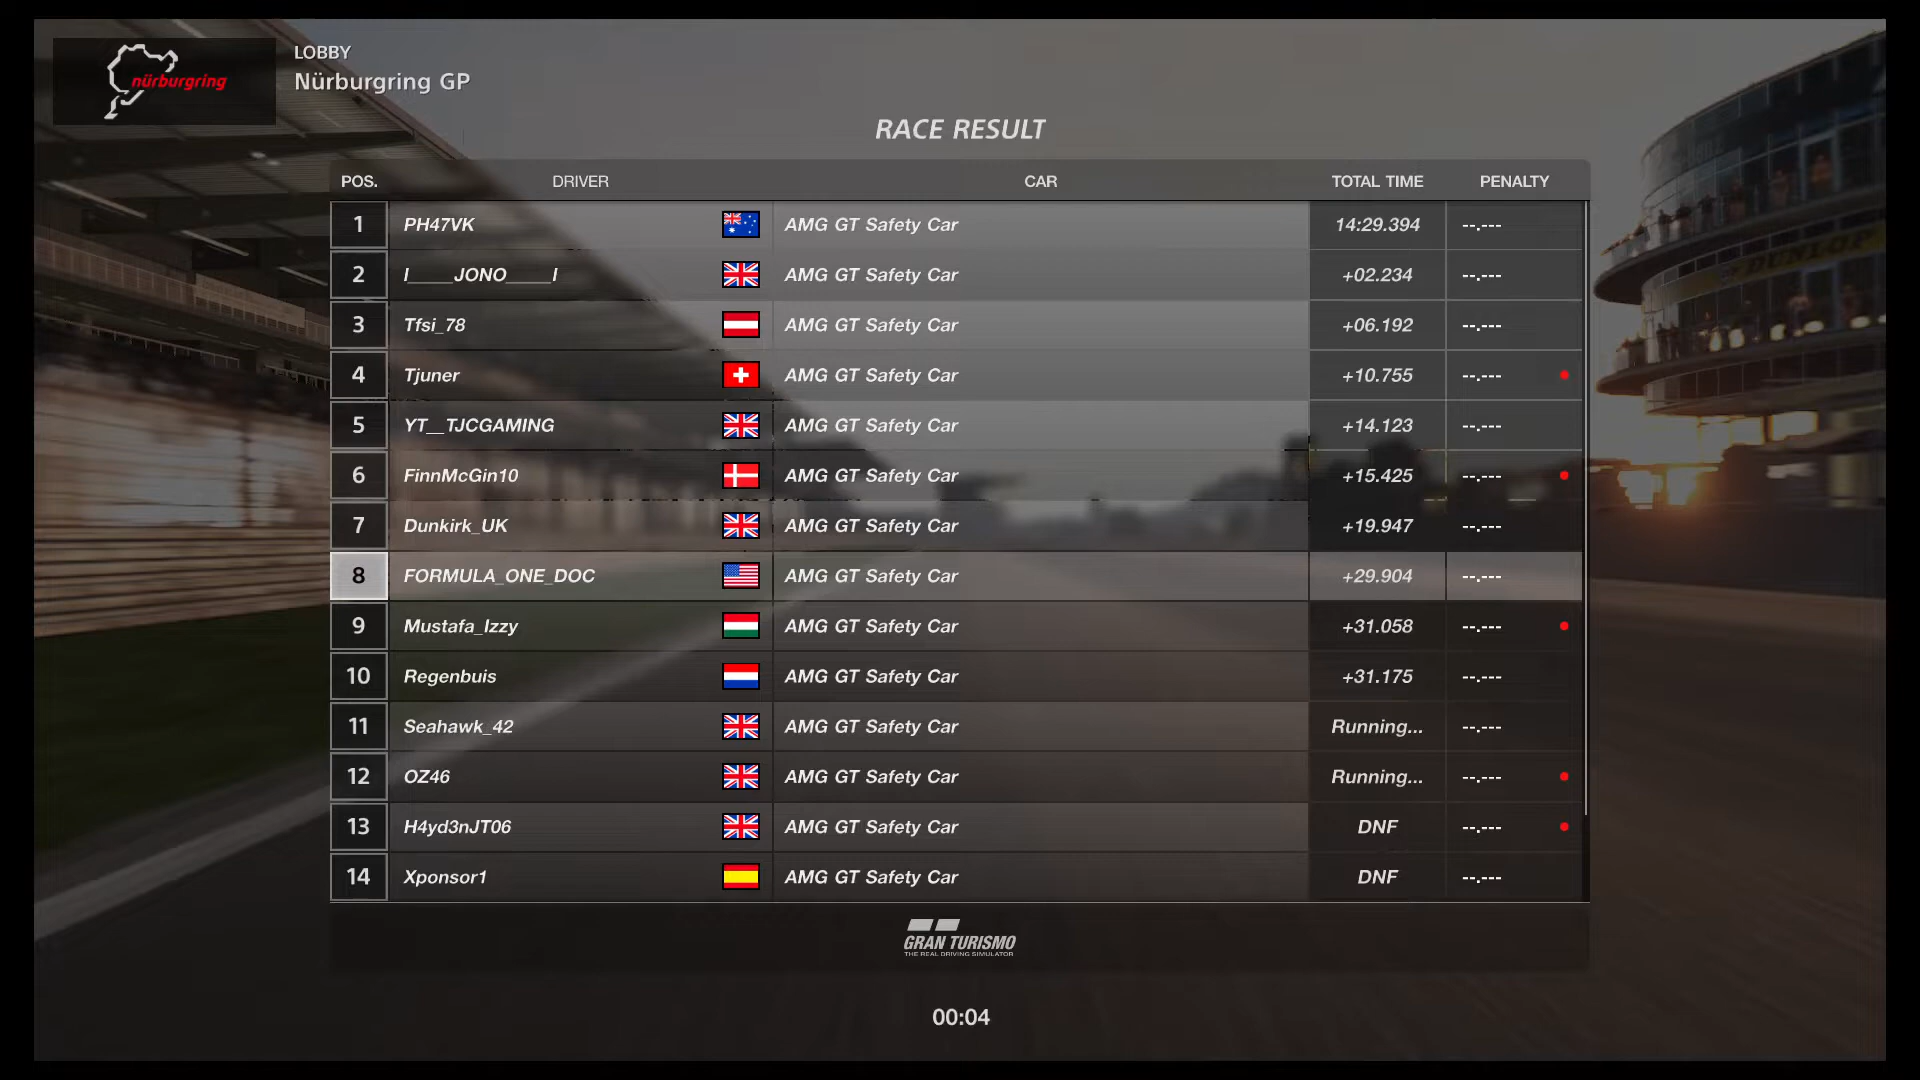 nürburgring
LOBBY
Nürburgring GP
RACE RESULT
POS. DRIVER CAR TOTAL TIME PENALTY
1 PH47VK AMG GT Safety Car 14:29.394 --.---
2 I____JONO____I AMG GT Safety Car +02.234 --.---
3 Tfsi_78 AMG GT Safety Car +06.192 --.---
4 Tjuner AMG GT Safety Car +10.755 --.---
5 YT__TJCGAMING AMG GT Safety Car +14.123 --.---
6 FinnMcGin10 AMG GT Safety Car +15.425 --.---
7 Dunkirk_UK AMG GT Safety Car +19.947 --.---
8 FORMULA_ONE_DOC AMG GT Safety Car +29.904 --.---
9 Mustafa_Izzy AMG GT Safety Car +31.058 --.---
10 Regenbuis AMG GT Safety Car +31.175 --.---
11 Seahawk_42 AMG GT Safety Car Running... --.---
12 OZ46 AMG GT Safety Car Running... --.---
13 H4yd3nJT06 AMG GT Safety Car DNF --.---
14 Xponsor1 AMG GT Safety Car DNF --.---
DUNLOP
GRAN TURISMO
THE REAL DRIVING SIMULATOR
00:04